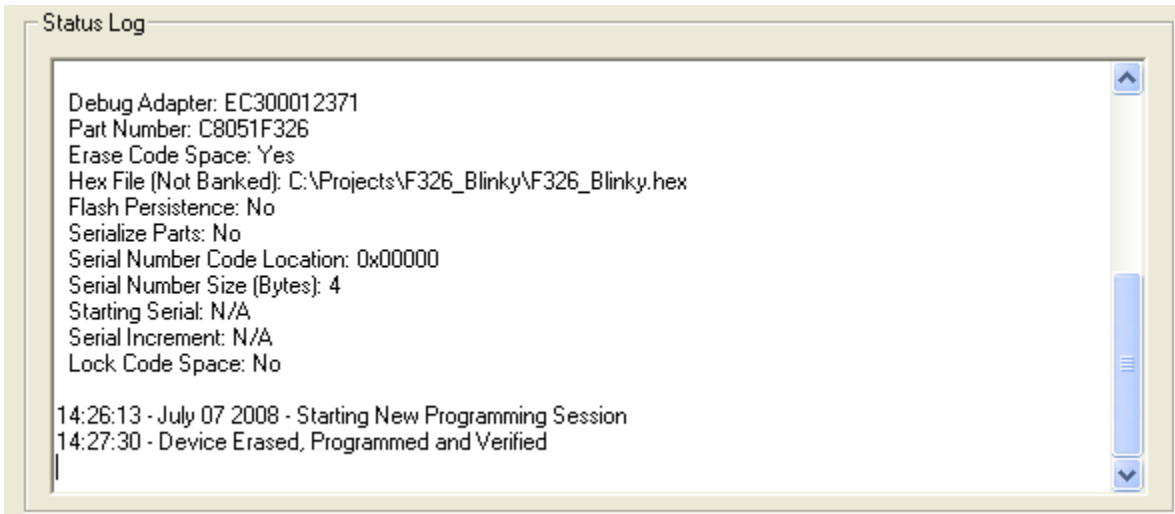 Status Log
Debug Adapter: EC300012371
Part Number: C8051F326
Erase Code Space: Yes
Hex File (Not Banked): C:\Projects\F326_Blinky\F326_Blinky.hex
Flash Persistence: No
Serialize Parts: No
Serial Number Code Location: 0x00000
Serial Number Size (Bytes): 4
Starting Serial: N/A
Serial Increment: N/A
Lock Code Space: No
14:26:13 - July 07 2008 - Starting New Programming Session
14:27:30 - Device Erased, Programmed and Verified